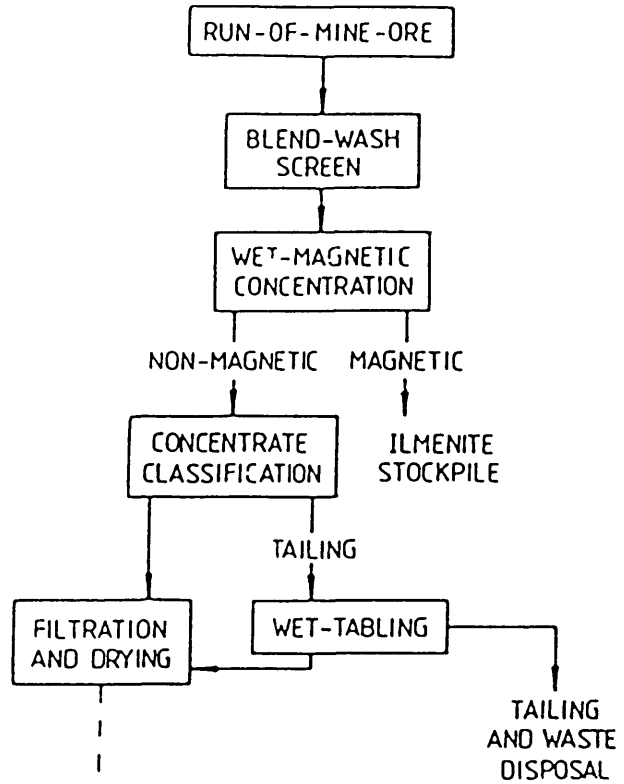 RUN-OF-MINE-ORE
BLEND-WASH
SCREEN
WET-MAGNETIC
CONCENTRATION
NON-MAGNETIC
MAGNETIC
CONCENTRATE
CLASSIFICATION
ILMENITE
STOCKPILE
TAILING
FILTRATION
AND DRYING
WET-TABLING
TAILING
AND WASTE
DISPOSAL